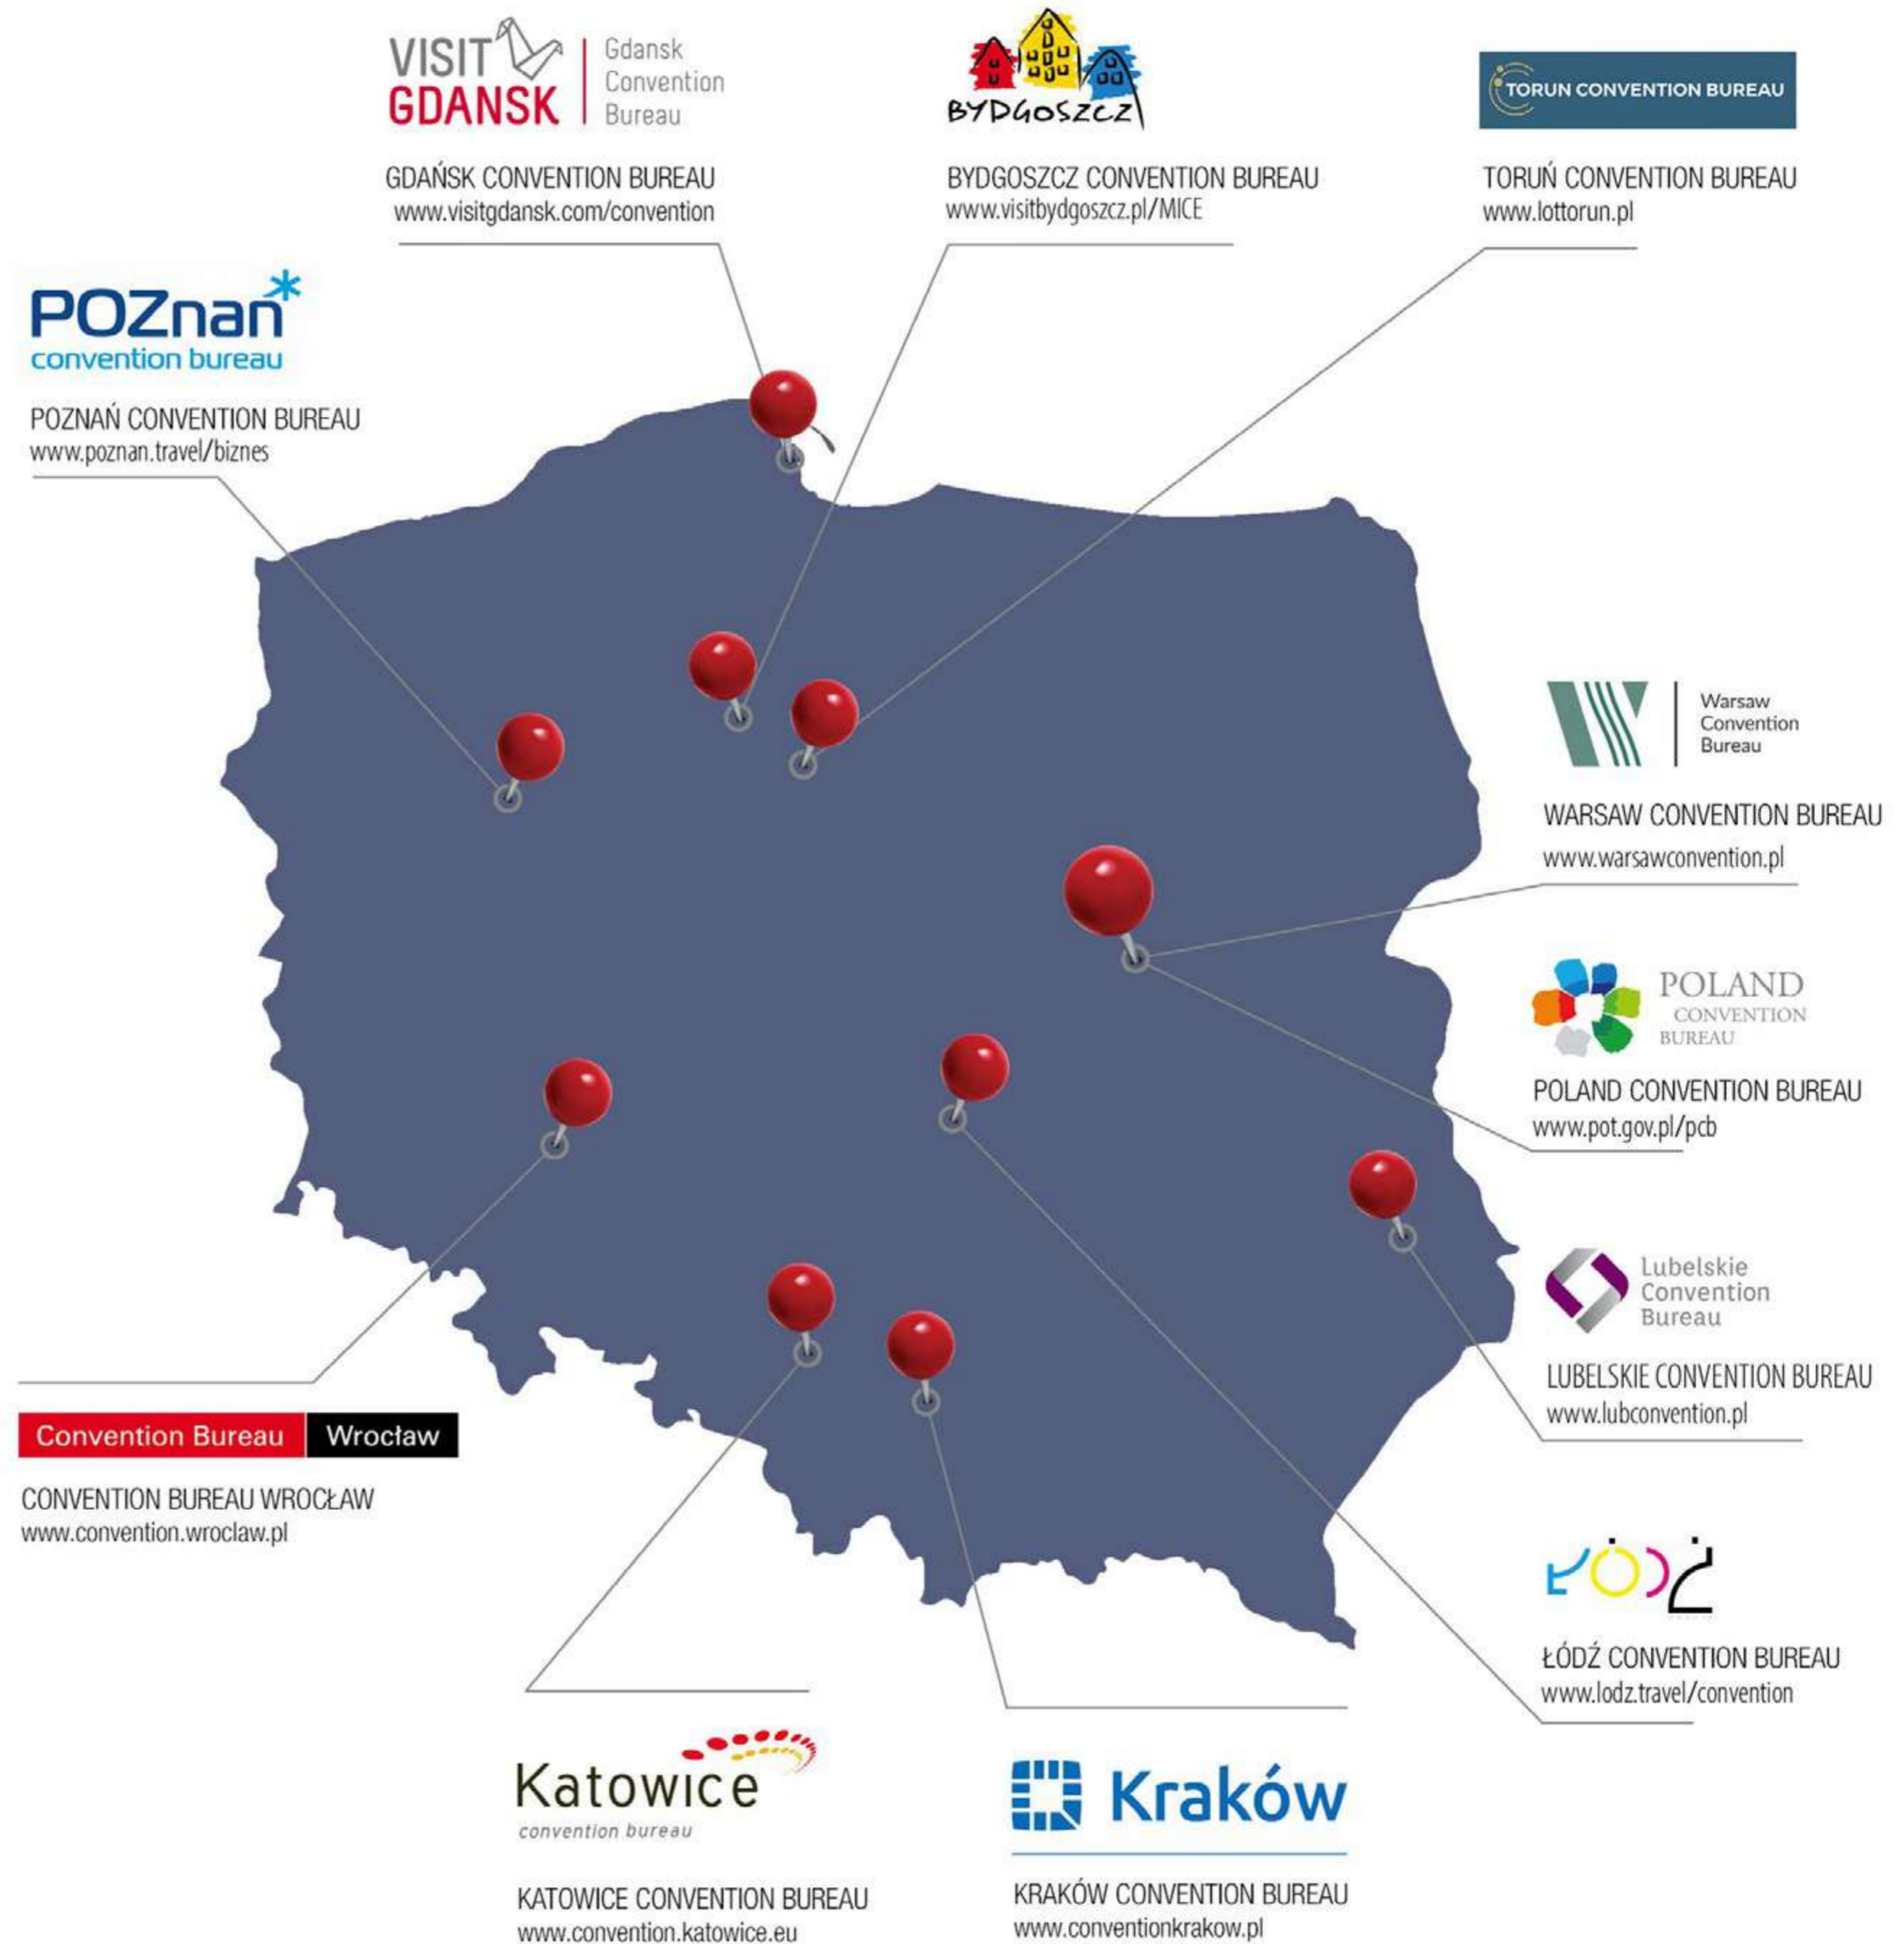 VISIT
GDANSK
Gdansk
Convention
Bureau
GDAŃSK CONVENTION BUREAU
www.visitgdansk.com/convention
BYDGOSZCZ
BYDGOSZCZ CONVENTION BUREAU
www.visitbydgoszcz.pl/MICE
TORUN CONVENTION BUREAU
TORUŃ CONVENTION BUREAU
www.lottorun.pl
POZnań*
convention bureau
POZNAŃ CONVENTION BUREAU
www.poznan.travel/biznes
Warsaw
Convention
Bureau
WARSAW CONVENTION BUREAU
www.warsawconvention.pl
POLAND
CONVENTION
BUREAU
POLAND CONVENTION BUREAU
www.pot.gov.pl/pcb
Lubelskie
Convention
Bureau
LUBELSKIE CONVENTION BUREAU
www.lubconvention.pl
Convention Bureau Wrocław
CONVENTION BUREAU WROCŁAW
www.convention.wroclaw.pl
ŁÓDŹ
ŁÓDŹ CONVENTION BUREAU
www.lodz.travel/convention
Katowice
convention bureau
KATOWICE CONVENTION BUREAU
www.convention.katowice.eu
Kraków
KRAKÓW CONVENTION BUREAU
www.conventionkrakow.pl